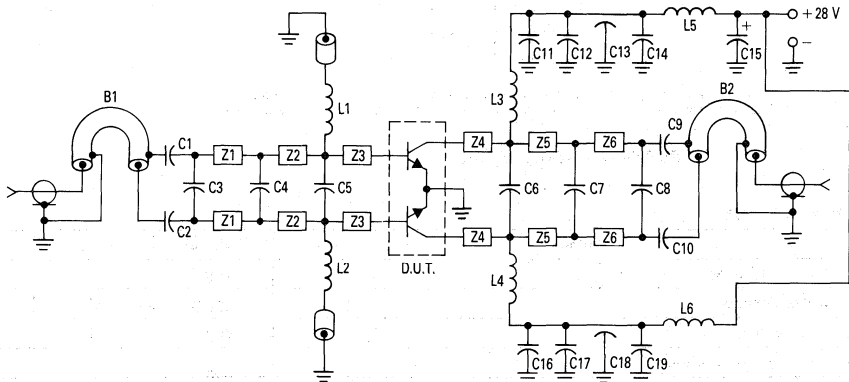 L5
+ 28 V
+
−
C11
C12
C13
C14
C15
B1
L1
L3
B2
C1
Z1
Z2
Z3
Z4
Z5
Z6
C9
C3
C4
C5
C6
C7
C8
C2
Z1
Z2
Z3
Z4
Z5
Z6
C10
D.U.T.
L2
L4
L6
C16
C17
C18
C19